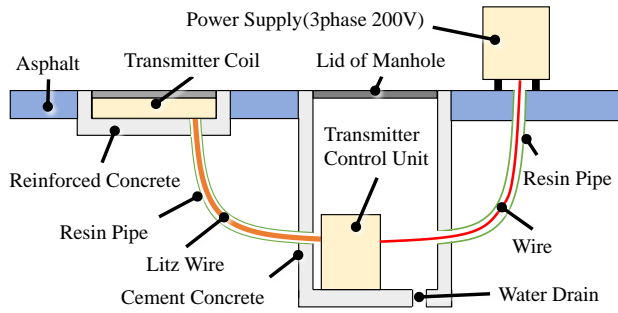 Power Supply(3phase 200V)
Asphalt
Transmitter Coil
Lid of Manhole
Transmitter
Control Unit
Reinforced Concrete
Resin Pipe
Resin Pipe
Litz Wire
Wire
Cement Concrete
Water Drain